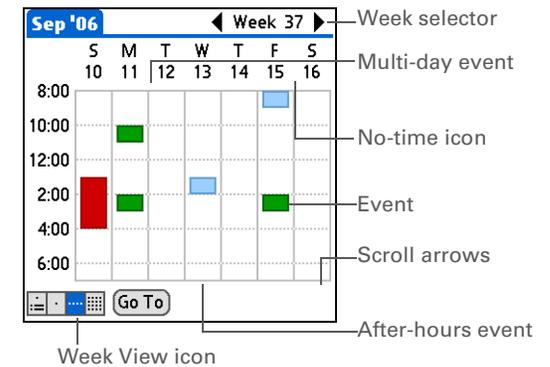 Sep '06 Week 37 Week selector
S M T W T F S
10 11 12 13 14 15 16
Multi-day event
8:00
10:00
No-time icon
12:00
2:00
Event
4:00
Scroll arrows
6:00
Go To
After-hours event
Week View icon